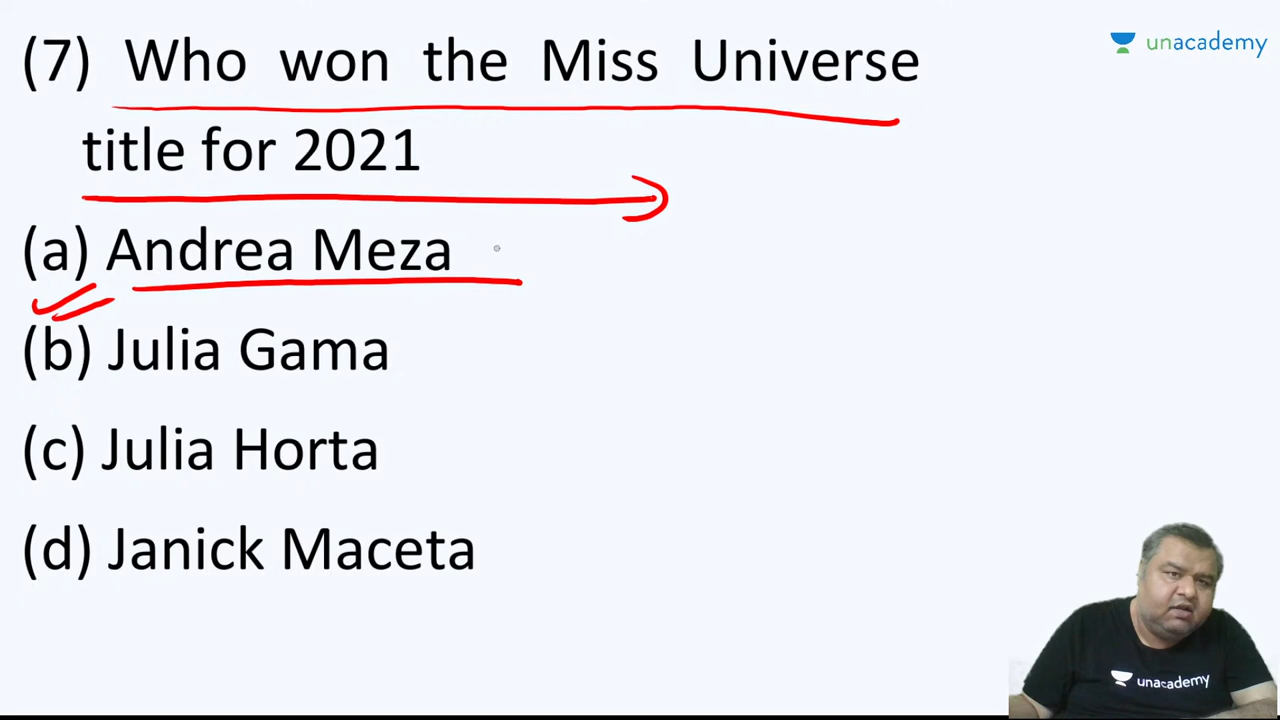 (7) Who won the Miss Universe
unacademy
title for 2021
(a) Andrea Meza
(b) Julia Gama
(c) Julia Horta
(d) Janick Maceta
unacademy